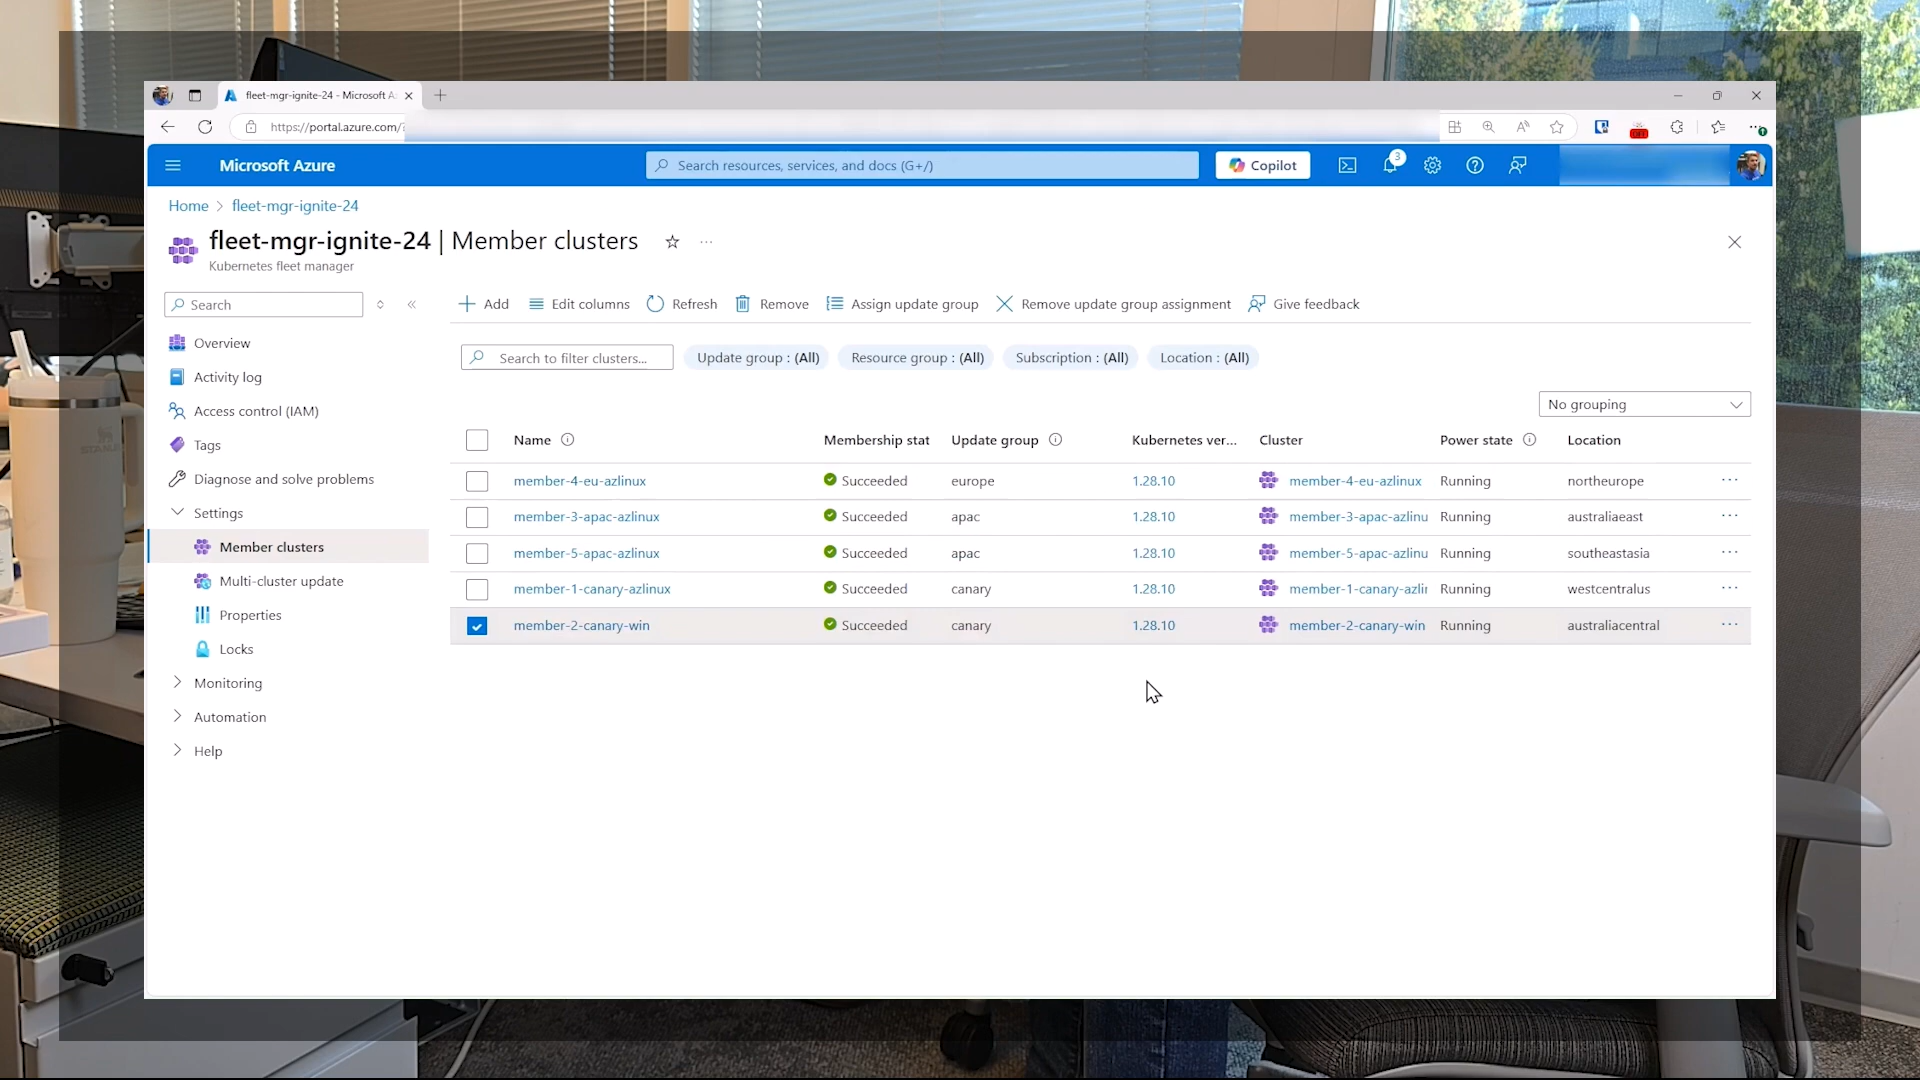 fleet-mgr-ignite-24 - Microsoft A
https://portal.azure.com/
Microsoft Azure
Search resources, services, and docs (G+/)
Copilot
3
Home > fleet-mgr-ignite-24
fleet-mgr-ignite-24 | Member clusters
...
Kubernetes fleet manager
Search
Add
Edit columns
Refresh
Remove
Assign update group
Remove update group assignment
Give feedback
Overview
Activity log
Access control (IAM)
Tags
Diagnose and solve problems
Settings
Member clusters
Multi-cluster update
Properties
Locks
Monitoring
Automation
Help
Search to filter clusters...
Update group : (All)
Resource group : (All)
Subscription : (All)
Location : (All)
No grouping
Name Membership stat Update group Kubernetes ver... Cluster Power state Location
member-4-eu-azlinux Succeeded europe 1.28.10 member-4-eu-azlinux Running northeurope ...
member-3-apac-azlinux Succeeded apac 1.28.10 member-3-apac-azlinu Running australiaeast ...
member-5-apac-azlinux Succeeded apac 1.28.10 member-5-apac-azlinu Running southeastasia ...
member-1-canary-azlinux Succeeded canary 1.28.10 member-1-canary-azlin Running westcentralus ...
member-2-canary-win Succeeded canary 1.28.10 member-2-canary-win Running australiacentral ...
STANLEY